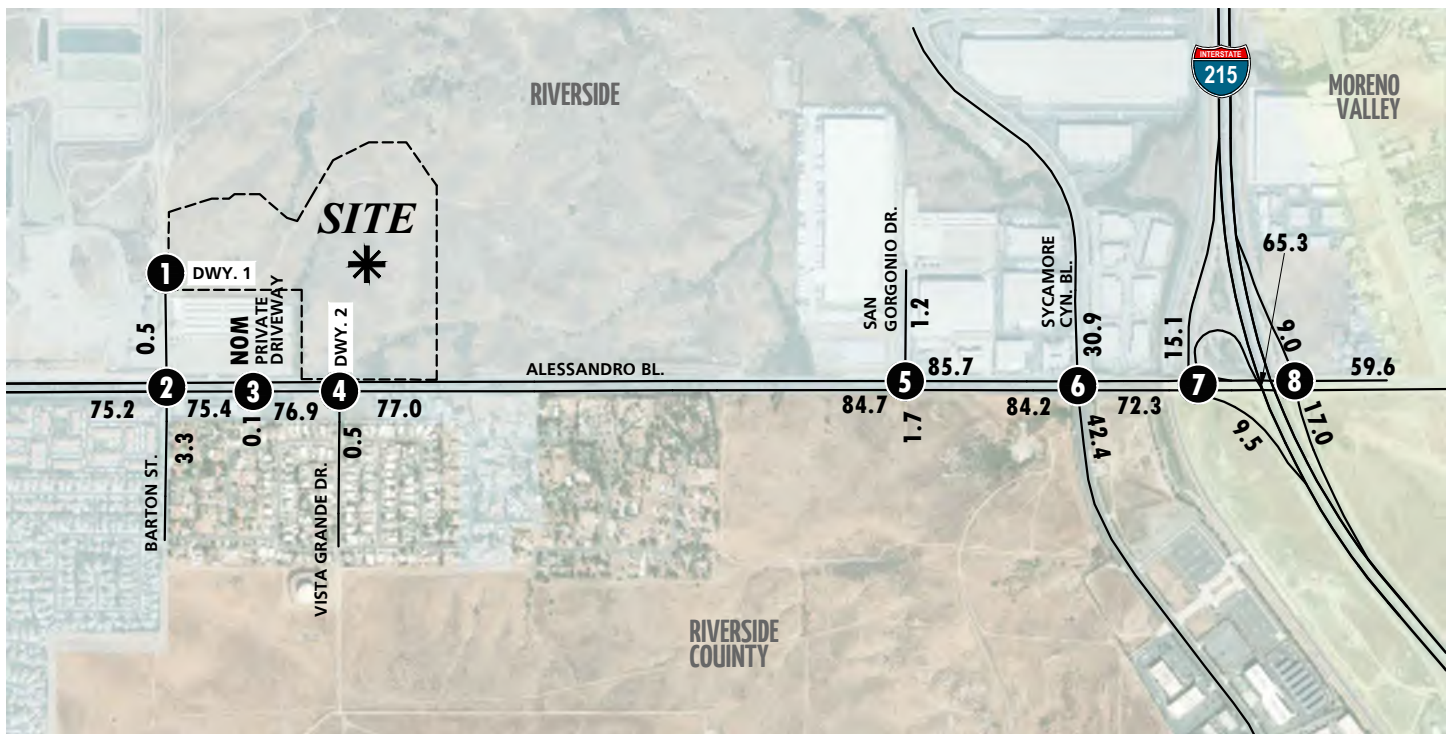 INTERSTATE
215
RIVERSIDE
MORENO
VALLEY
SITE
65.3
1
DWY. 1
NOM
PRIVATE
DRIVEWAY
DWY. 2
SAN
GORGONIO DR.
1.2
SYCAMORE
CYN. BL.
30.9
15.1
9.0
0.5
ALESSANDRO BL.
85.7
59.6
2
3
4
5
6
7
8
75.2
75.4
76.9
77.0
84.7
84.2
72.3
3.3
0.1
0.5
1.7
42.4
9.5
17.0
BARTON ST.
VISTA GRANDE DR.
RIVERSIDE
COUINTY